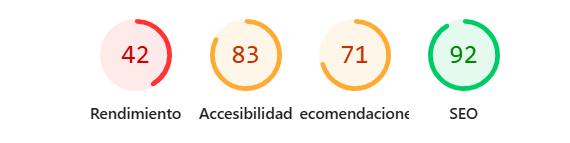 42 83 71 92
Rendimiento Accesibilidad ecomendacione SEO